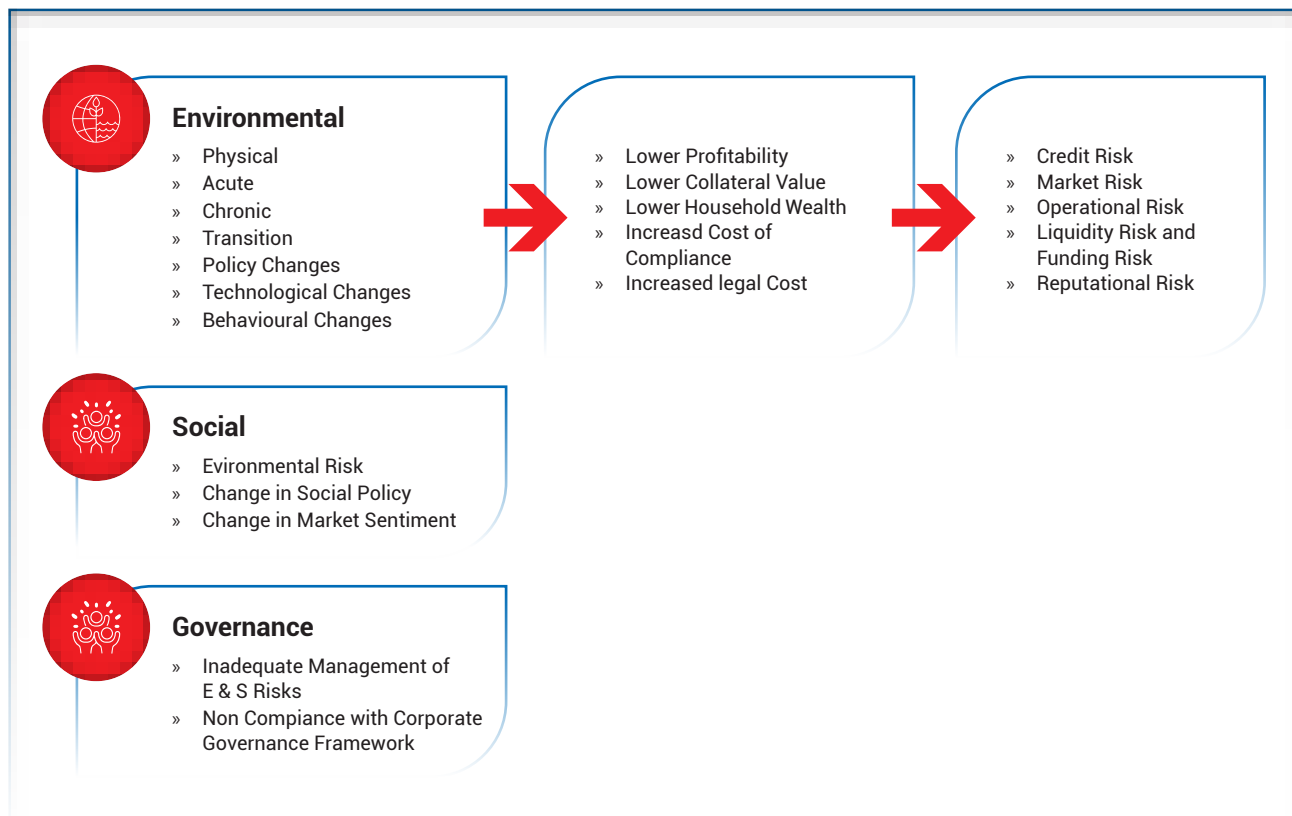 Environmental
» Physical
» Acute
» Chronic
» Transition
» Policy Changes
» Technological Changes
» Behavioural Changes
» Lower Profitability
» Lower Collateral Value
» Lower Household Wealth
» Increasd Cost of
Compliance
» Increased legal Cost
» Credit Risk
» Market Risk
» Operational Risk
» Liquidity Risk and
Funding Risk
» Reputational Risk
Social
» Evironmental Risk
» Change in Social Policy
» Change in Market Sentiment
Governance
» Inadequate Management of
E & S Risks
» Non Compiance with Corporate
Governance Framework